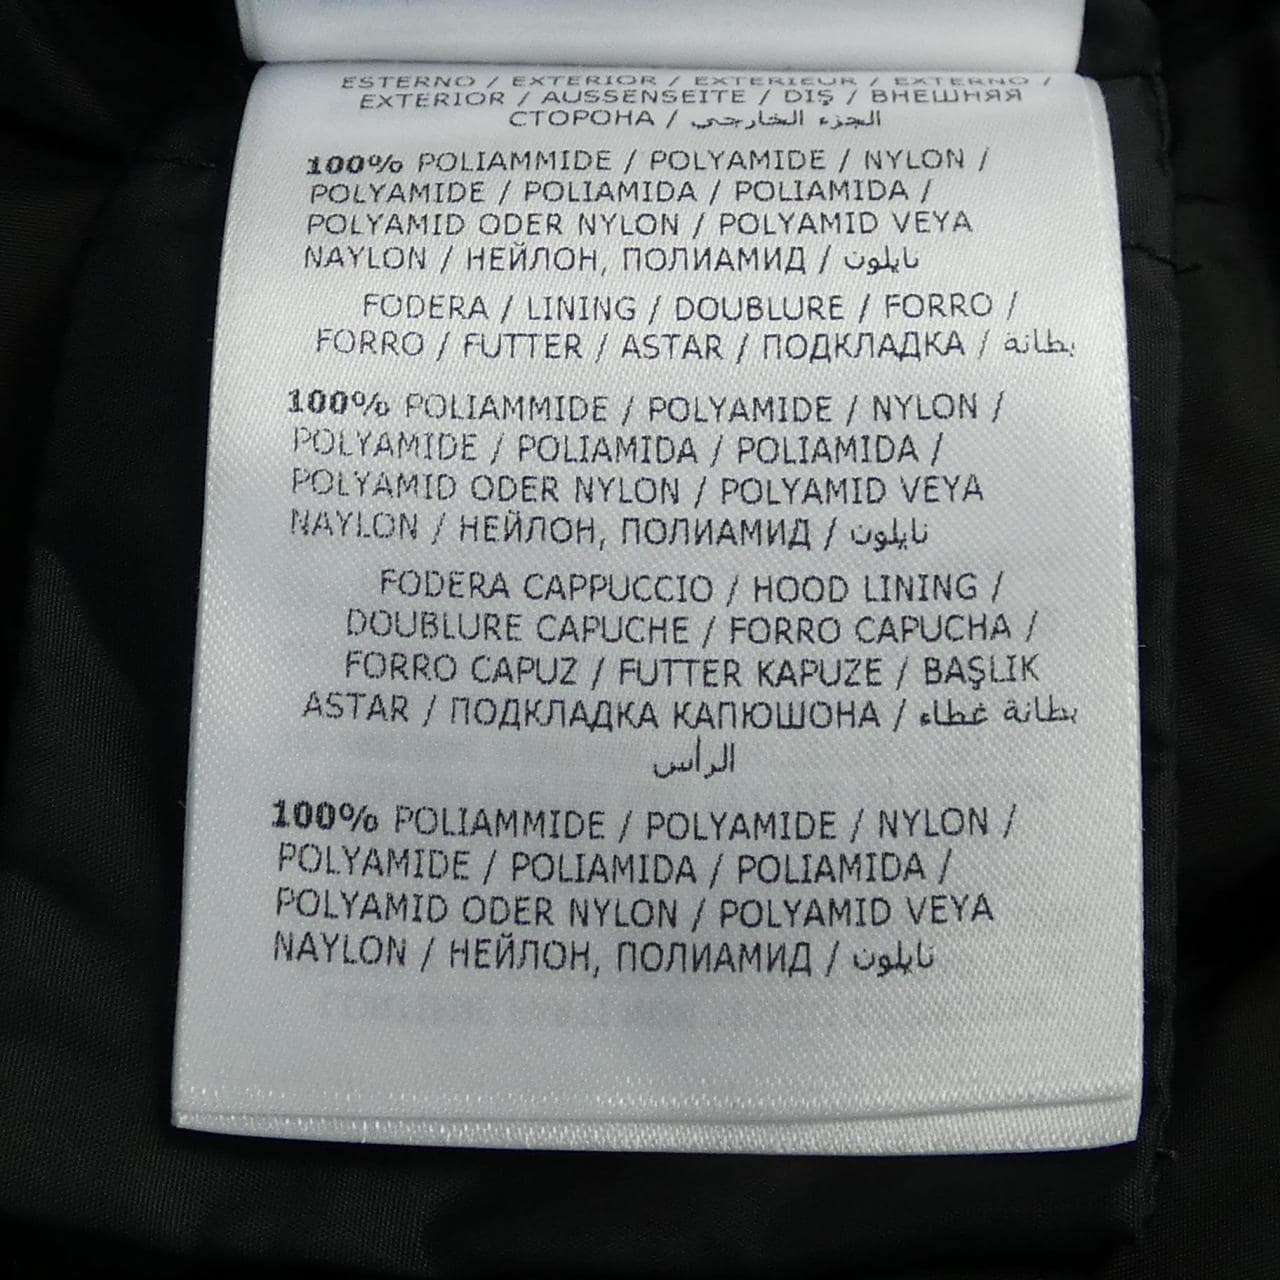 ESTERNO / EXTERIOR / EXTERIEUR / EXTERNO /
EXTERIOR / AUSSENSEITE / DIŞ / ВНЕШНЯЯ
СТОРОНА / الجزء الخارجي
100% POLIAMMIDE / POLYAMIDE / NYLON /
POLYAMIDE / POLIAMIDA / POLIAMIDA /
POLYAMID ODER NYLON / POLYAMID VEYA
NAYLON / НЕЙЛОН, ПОЛИАМИД / نايلون
FODERA / LINING / DOUBLURE / FORRO /
FORRO / FUTTER / ASTAR / ПОДКЛАДКА / بطانة
100% POLIAMMIDE / POLYAMIDE / NYLON /
POLYAMIDE / POLIAMIDA / POLIAMIDA /
POLYAMID ODER NYLON / POLYAMID VEYA
NAYLON / НЕЙЛОН, ПОЛИАМИД / نايلون
FODERA CAPPUCCIO / HOOD LINING /
DOUBLURE CAPUCHE / FORRO CAPUCHA /
FORRO CAPUZ / FUTTER KAPUZE / BAŞLIK
ASTAR / ПОДКЛАДКА КАПЮШОНА / بطانة غطاء
الرأس
100% POLIAMMIDE / POLYAMIDE / NYLON /
POLYAMIDE / POLIAMIDA / POLIAMIDA /
POLYAMID ODER NYLON / POLYAMID VEYA
NAYLON / НЕЙЛОН, ПОЛИАМИД / نايلون